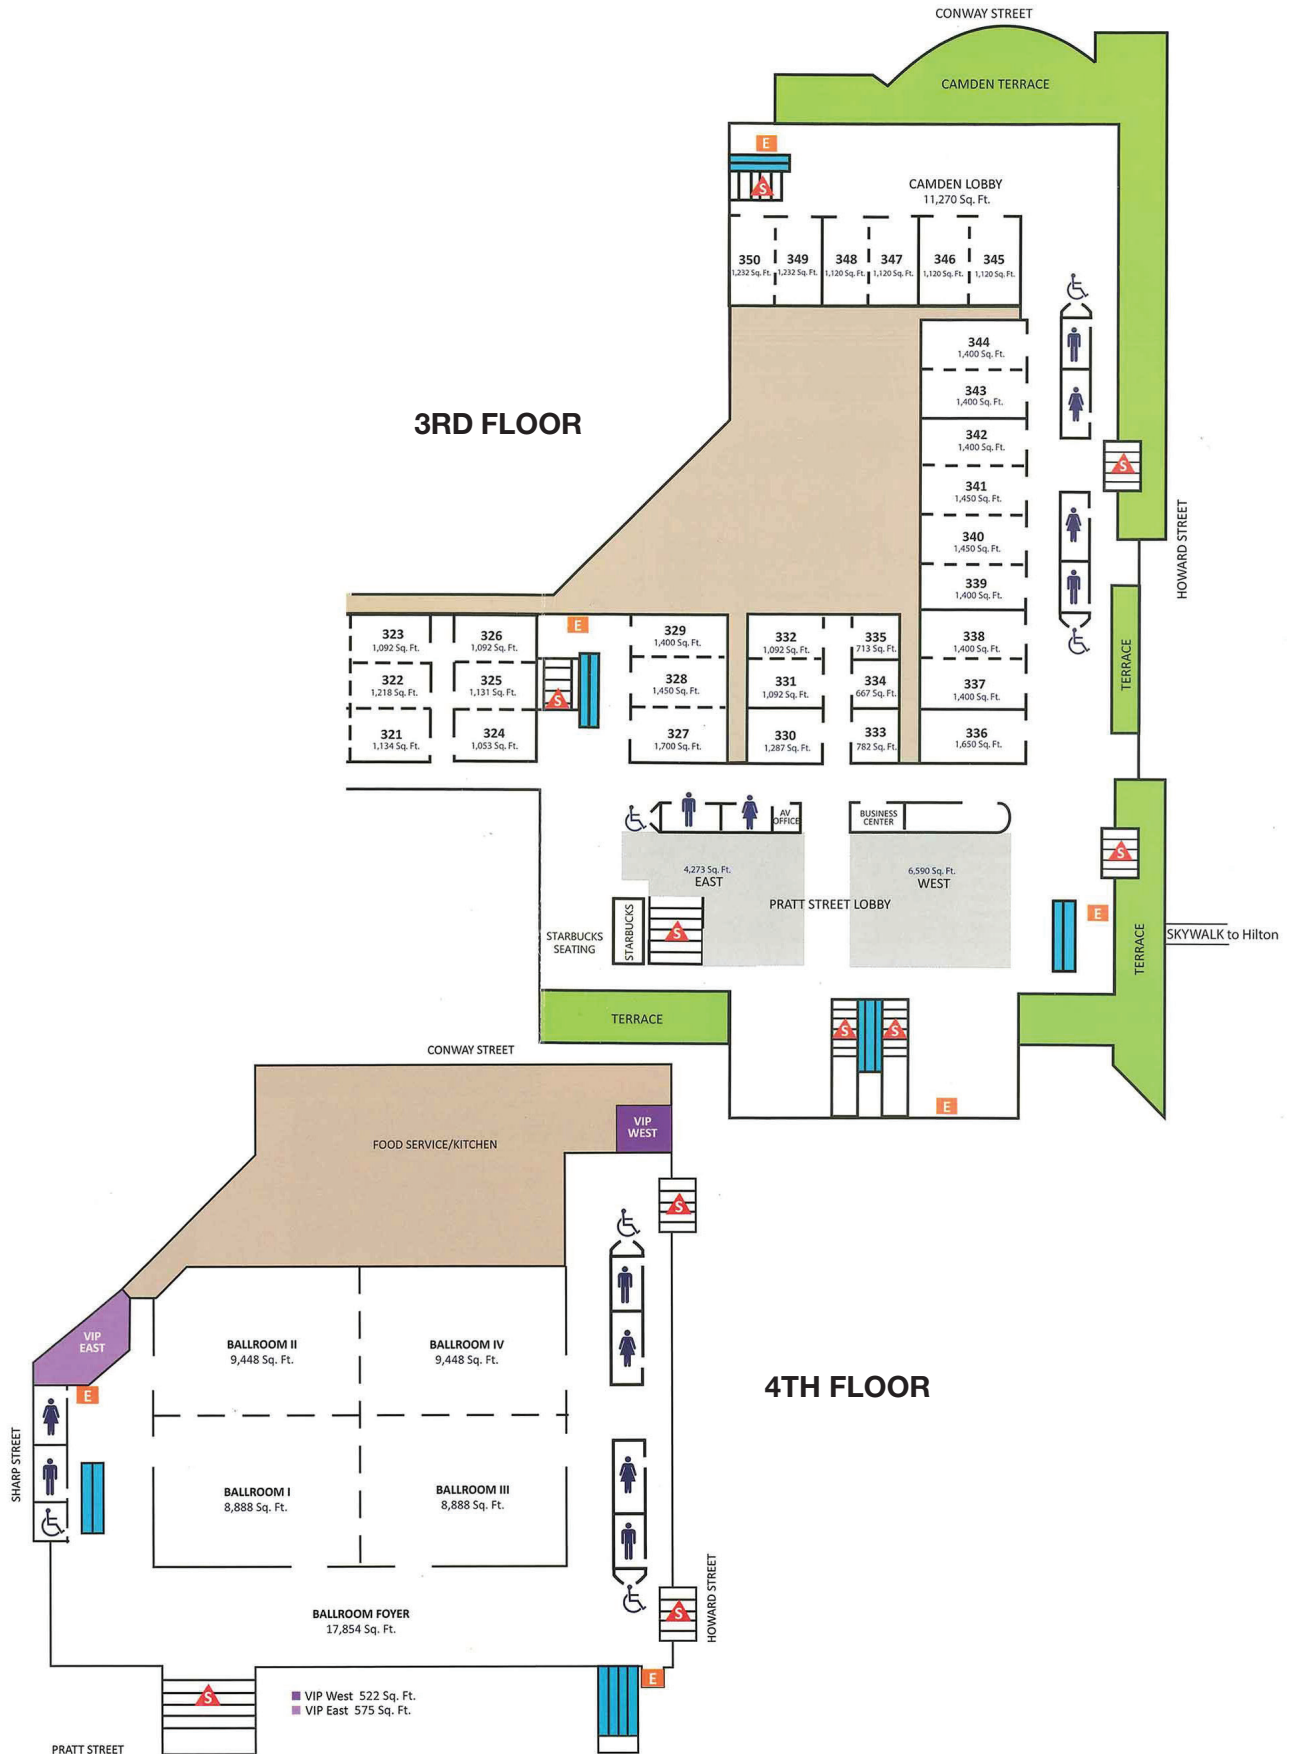 CONWAY STREET
CAMDEN TERRACE
E
S
CAMDEN LOBBY
11,270 Sq. Ft.
350
1,232 Sq. Ft.
349
1,232 Sq. Ft.
348
1,120 Sq. Ft.
347
1,120 Sq. Ft.
346
1,120 Sq. Ft.
345
1,120 Sq. Ft.
344
1,400 Sq. Ft.
343
1,400 Sq. Ft.
3RD FLOOR
342
1,400 Sq. Ft.
S
341
1,450 Sq. Ft.
340
1,450 Sq. Ft.
HOWARD STREET
339
1,400 Sq. Ft.
323
1,092 Sq. Ft.
326
1,092 Sq. Ft.
E
329
1,400 Sq. Ft.
332
1,092 Sq. Ft.
335
713 Sq. Ft.
338
1,400 Sq. Ft.
TERRACE
322
1,218 Sq. Ft.
325
1,131 Sq. Ft.
S
328
1,450 Sq. Ft.
331
1,092 Sq. Ft.
334
667 Sq. Ft.
337
1,400 Sq. Ft.
321
1,134 Sq. Ft.
324
1,053 Sq. Ft.
327
1,700 Sq. Ft.
330
1,287 Sq. Ft.
333
782 Sq. Ft.
336
1,650 Sq. Ft.
AV
OFFICE
BUSINESS
CENTER
S
4,273 Sq. Ft.
EAST
6,590 Sq. Ft.
WEST
PRATT STREET LOBBY
E
STARBUCKS
SEATING
STARBUCKS
S
TERRACE
SKYWALK to Hilton
TERRACE
S
S
E
CONWAY STREET
FOOD SERVICE/KITCHEN
VIP
WEST
S
VIP
EAST
BALLROOM II
9,448 Sq. Ft.
BALLROOM IV
9,448 Sq. Ft.
4TH FLOOR
E
SHARP STREET
BALLROOM I
8,888 Sq. Ft.
BALLROOM III
8,888 Sq. Ft.
HOWARD STREET
S
BALLROOM FOYER
17,854 Sq. Ft.
E
S
VIP West 522 Sq. Ft.
VIP East 575 Sq. Ft.
PRATT STREET